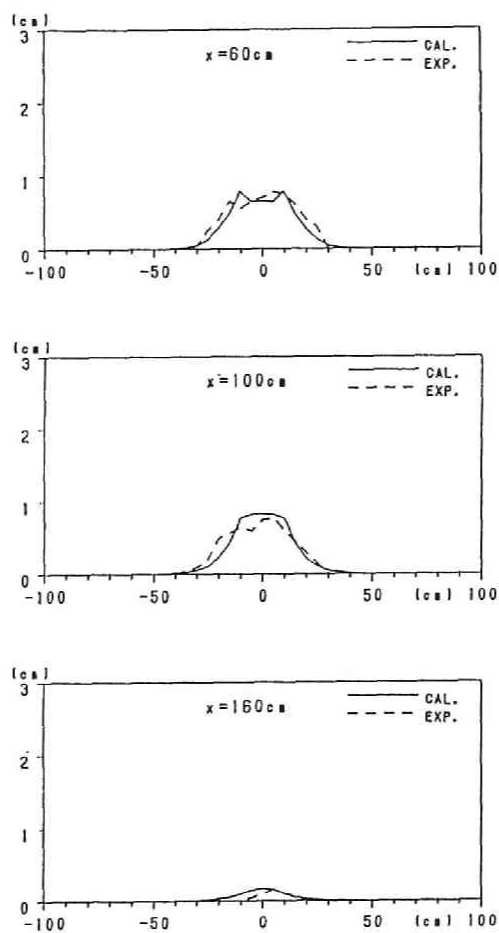 (cm)
3
x=60cm
CAL.
EXP.
2
1
0
-100 -50 0 50 (cm) 100
(cm)
3
x=100cm
CAL.
EXP.
2
1
0
-100 -50 0 50 (cm) 100
(cm)
3
x=160cm
CAL.
EXP.
2
1
0
-100 -50 0 50 (cm) 100